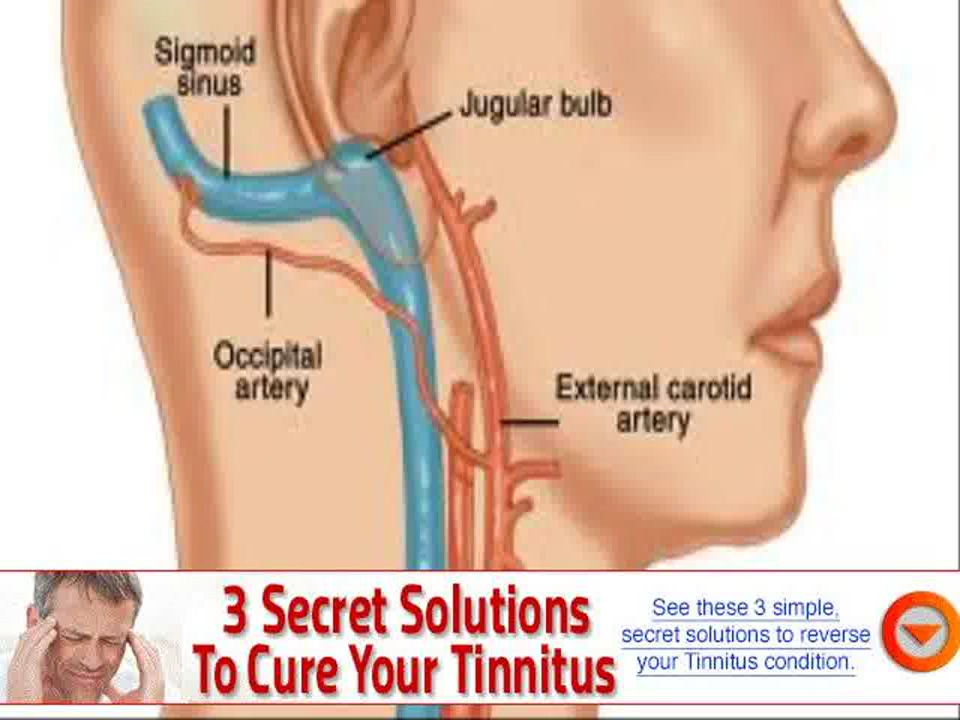 Sigmoid
sinus
Jugular bulb
Occipital
artery
External carotid
artery
3 Secret Solutions
To Cure Your Tinnitus
See these 3 simple,
secret solutions to reverse
your Tinnitus condition.